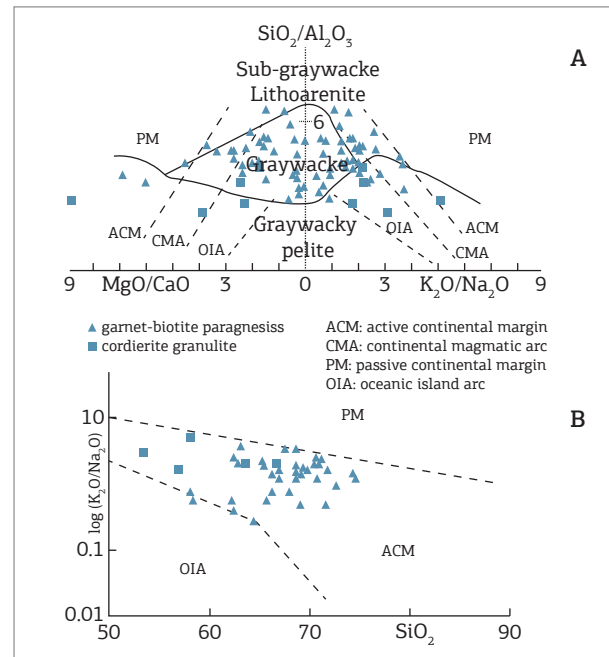 SiO₂/Al₂O₃
A
Sub-graywacke
Lithoarenite
6
PM
PM
Graywacke
Graywacky
pelite
ACM
CMA
OIA
OIA
ACM
CMA
9 MgO/CaO 3 0 3 K₂O/Na₂O 9
garnet-biotite paragnesiss
cordierite granulite
ACM: active continental margin
CMA: continental magmatic arc
PM: passive continental margin
OIA: oceanic island arc
B
PM
10
log (K₂O/Na₂O)
0.1
OIA
ACM
0.01
50 60 70 SiO₂ 90